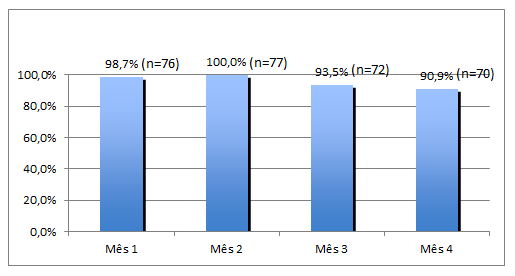 98,7% (n=76)
100,0% (n=77)
93,5% (n=72)
90,9% (n=70)
100,0%
80,0%
60,0%
40,0%
20,0%
0,0%
Mês 1
Mês 2
Mês 3
Mês 4